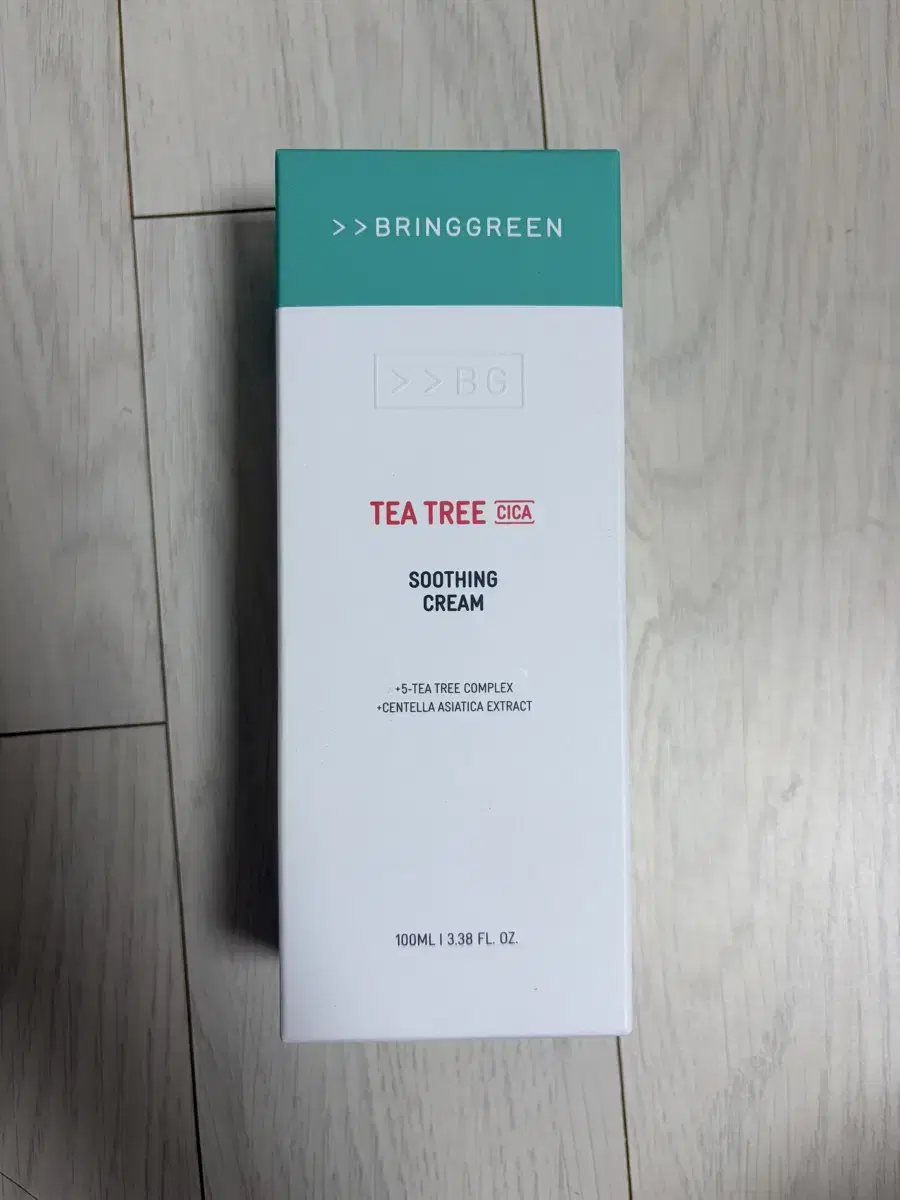 >>BRINGGREEN
>>BG
TEA TREE CICA
SOOTHING
CREAM
+5-TEA TREE COMPLEX
+CENTELLA ASIATICA EXTRACT
100ML | 3.38 FL. OZ.